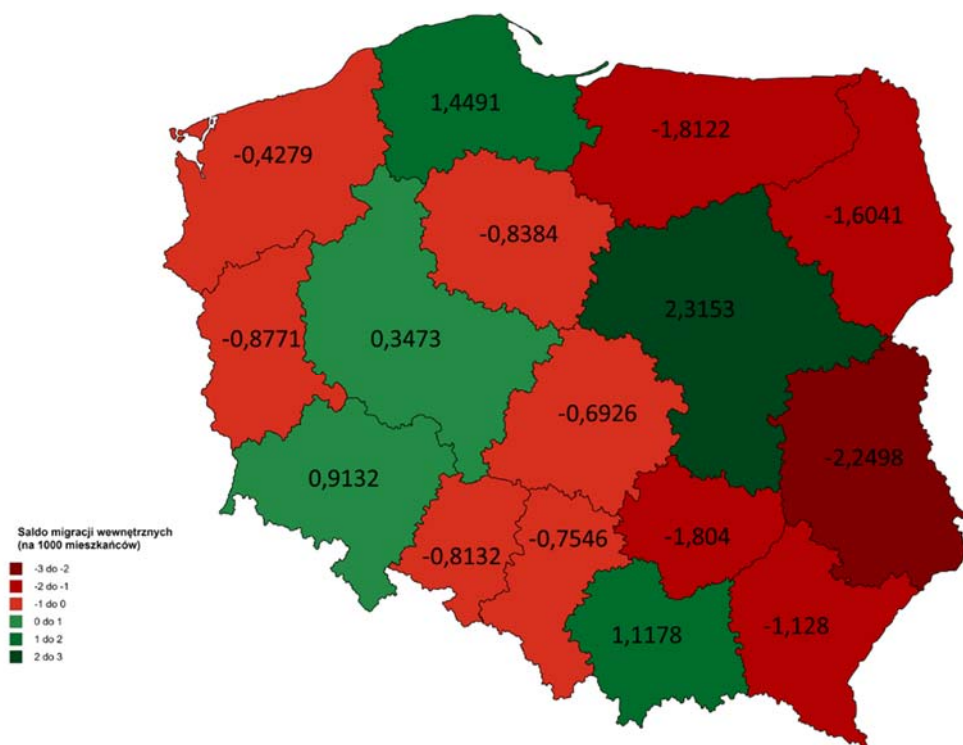 1,4491
-1,8122
-0,4279
-1,6041
-0,8384
2,3153
-0,8771
0,3473
-0,6926
-2,2498
0,9132
-0,7546
-1,804
-0,8132
-1,128
1,1178
Saldo migracji wewnętrznych
(na 1000 mieszkańców)
-3 do -2
-2 do -1
-1 do 0
0 do 1
1 do 2
2 do 3